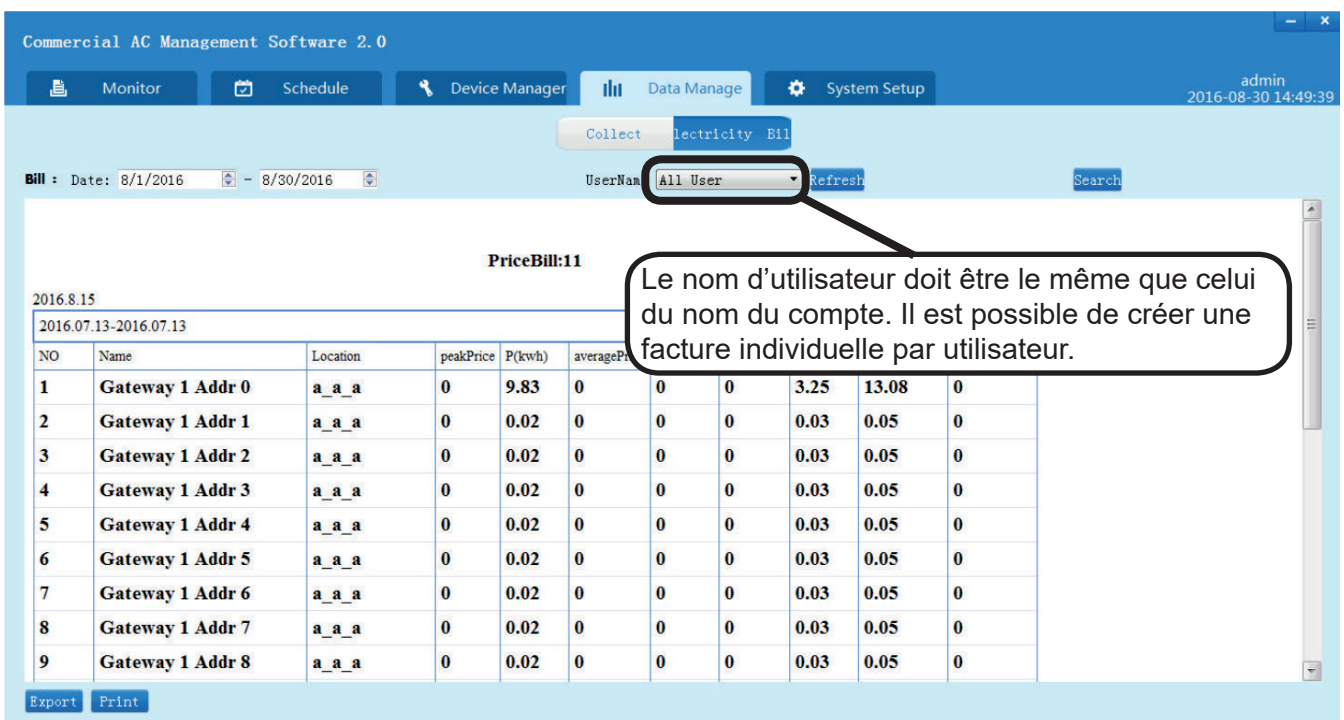 Commercial AC Management Software 2.0
Monitor Schedule Device Manager Data Manage System Setup
admin
2016-08-30 14:49:39
Collect lectricity Bil
Bill : Date: 8/1/2016 - 8/30/2016 UserNam All User Refresh Search
PriceBill:11
Le nom d’utilisateur doit être le même que celui
du nom du compte. Il est possible de créer une
facture individuelle par utilisateur.
2016.8.15
2016.07.13-2016.07.13
NO Name Location peakPrice P(kwh) averagePr
1 Gateway 1 Addr 0 a_a_a 0 9.83 0 0 0 3.25 13.08 0
2 Gateway 1 Addr 1 a_a_a 0 0.02 0 0 0 0.03 0.05 0
3 Gateway 1 Addr 2 a_a_a 0 0.02 0 0 0 0.03 0.05 0
4 Gateway 1 Addr 3 a_a_a 0 0.02 0 0 0 0.03 0.05 0
5 Gateway 1 Addr 4 a_a_a 0 0.02 0 0 0 0.03 0.05 0
6 Gateway 1 Addr 5 a_a_a 0 0.02 0 0 0 0.03 0.05 0
7 Gateway 1 Addr 6 a_a_a 0 0.02 0 0 0 0.03 0.05 0
8 Gateway 1 Addr 7 a_a_a 0 0.02 0 0 0 0.03 0.05 0
9 Gateway 1 Addr 8 a_a_a 0 0.02 0 0 0 0.03 0.05 0
Export Print